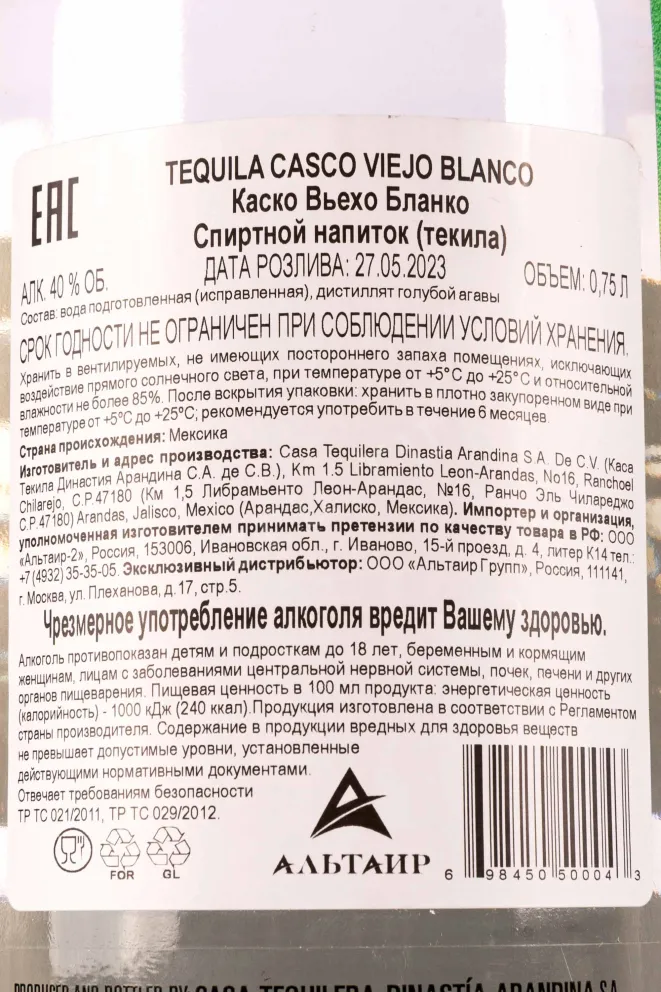 EAC
TEQUILA CASCO VIEJO BLANCO
Каско Вьехо Бланко
Спиртной напиток (текила)
ДАТА РОЗЛИВА: 27.05.2023
АЛК. 40 % ОБ.
ОБЪЕМ: 0,75 Л
Состав: вода подготовленная (исправленная), дистиллят голубой агавы
СРОК ГОДНОСТИ НЕ ОГРАНИЧЕН ПРИ СОБЛЮДЕНИИ УСЛОВИЙ ХРАНЕНИЯ.
Хранить в вентилируемых, не имеющих постороннего запаха помещениях, исключающих
воздействие прямого солнечного света, при температуре от +5°С до +25°С и относительной
влажности не более 85%. После вскрытия упаковки: хранить в плотно закупоренном виде при
температуре от +5°С до +25°С; рекомендуется употребить в течение 6 месяцев.
Страна происхождения: Мексика
Изготовитель и адрес производства: Casa Tequilera Dinastia Arandina S.A. De C.V. (Каса
Текила Династия Арандина С.А. де С.В.), Km 1.5 Libramiento Leon-Arandas, No16, Ranchoel
Chilarejo, C.P.47180 (Км 1,5 Либрамьенто Леон-Арандас, №16, Ранчо Эль Чилареджо
С.Р.47180) Arandas, Jalisco, Mexico (Арандас,Халиско, Мексика). Импортер и организация,
уполномоченная изготовителем принимать претензии по качеству товара в РФ: ООО
«Альтаир-2», Россия, 153006, Ивановская обл., г. Иваново, 15-й проезд, д. 4, литер К14 тел.:
+7(4932) 35-35-05. Эксклюзивный дистрибьютор: ООО «Альтаир Групп», Россия, 111141,
г. Москва, ул. Плеханова, д.17, стр.5.
Чрезмерное употребление алкоголя вредит Вашему здоровью.
Алкоголь противопоказан детям и подросткам до 18 лет, беременным и кормящим
женщинам, лицам с заболеваниями центральной нервной системы, почек, печени и других
органов пищеварения. Пищевая ценность в 100 мл продукта: энергетическая ценность
(калорийность) - 1000 кДж (240 ккал).Продукция изготовлена в соответствии с Регламентом
страны производителя. Содержание в продукции вредных для здоровья веществ
не превышает допустимые уровни, установленные
действующими нормативными документами.
Отвечает требованиям безопасности
ТР ТС 021/2011, ТР ТС 029/2012.
FOR
GL
АЛЬТАИР
6 98450 50004 3
PRODUCED AND BOTTLED BY CASA TEQUILERA DINASTÍA ARANDINA SA